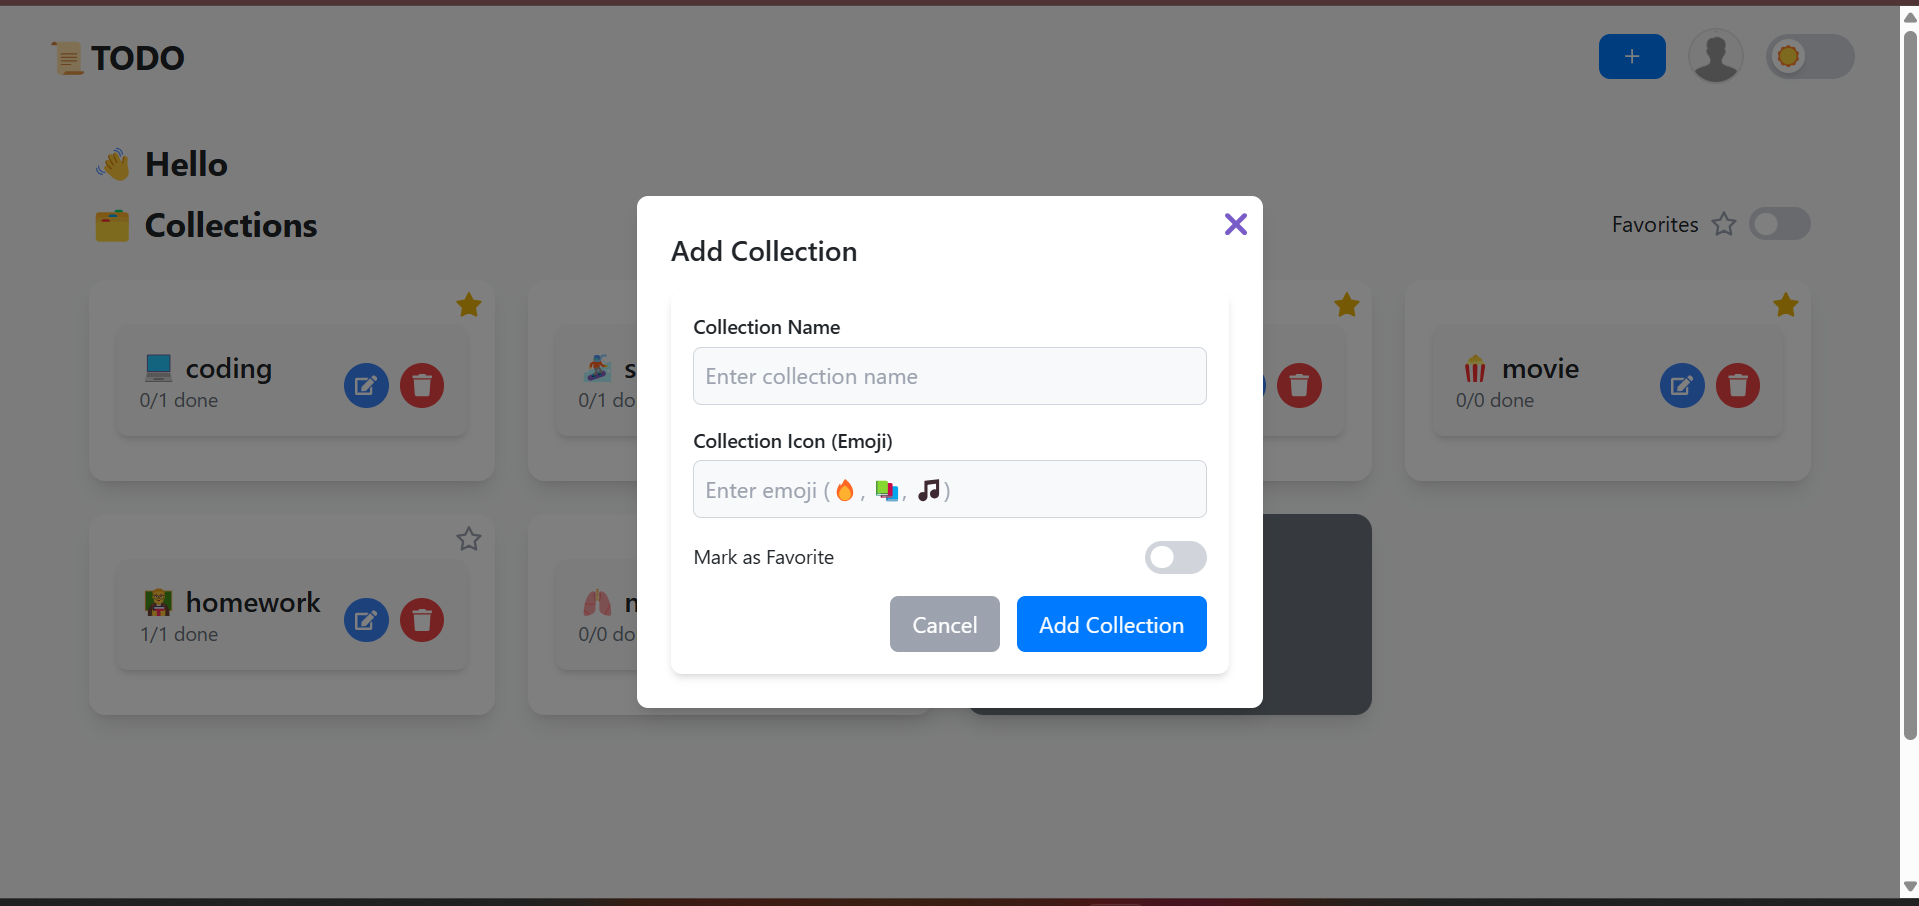 TODO
+
Hello
Collections
Favorites
coding
0/1 done
0/1 do
movie
0/0 done
homework
1/1 done
0/0 do
Add Collection
Collection Name
Enter collection name
Collection Icon (Emoji)
Enter emoji (🔥, 📚, 🎵)
Mark as Favorite
Cancel
Add Collection